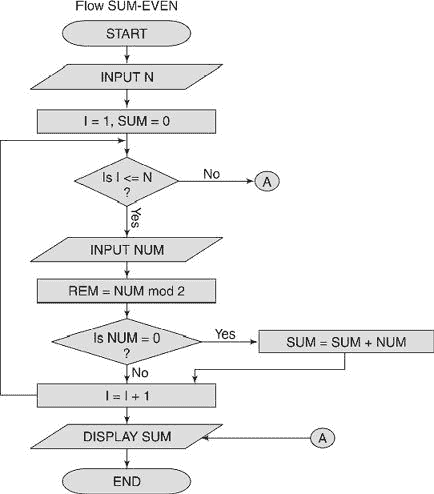 Flow SUM-EVEN
START
INPUT N
I = 1, SUM = 0
Is I <= N
?
No
A
Yes
INPUT NUM
REM = NUM mod 2
Is NUM = 0
?
Yes
SUM = SUM + NUM
No
I = I + 1
DISPLAY SUM
A
END